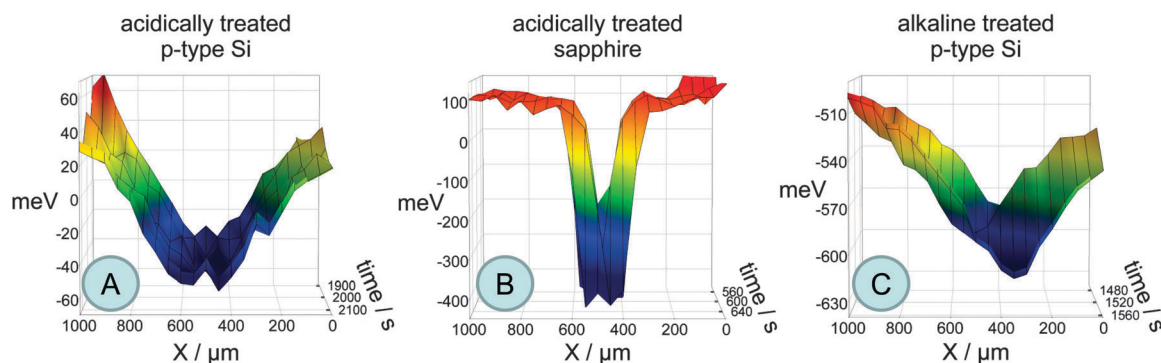 acidically treated
p-type Si
60
40
20
0
-20
-40
-60
meV
A
1000 800 600 400 200 0
X / µm
1900
2000
2100
time / s
acidically treated
sapphire
100
0
-100
-200
-300
-400
meV
B
1000 800 600 400 200 0
X / µm
560
600
640
time / s
alkaline treated
p-type Si
-510
-540
-570
-600
-630
meV
C
1000 800 600 400 200 0
X / µm
1480
1520
1560
time / s